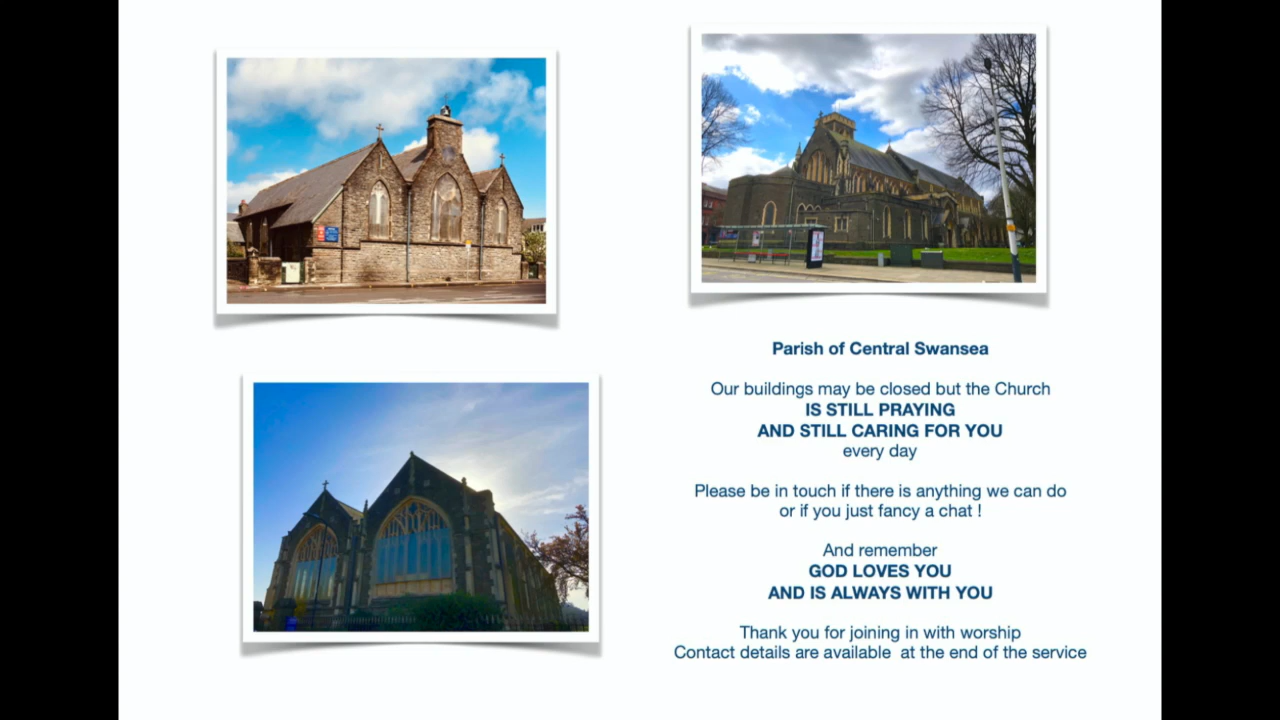 Parish of Central Swansea
Our buildings may be closed but the Church
IS STILL PRAYING
AND STILL CARING FOR YOU
every day
Please be in touch if there is anything we can do
or if you just fancy a chat !
And remember
GOD LOVES YOU
AND IS ALWAYS WITH YOU
Thank you for joining in with worship
Contact details are available  at the end of the service